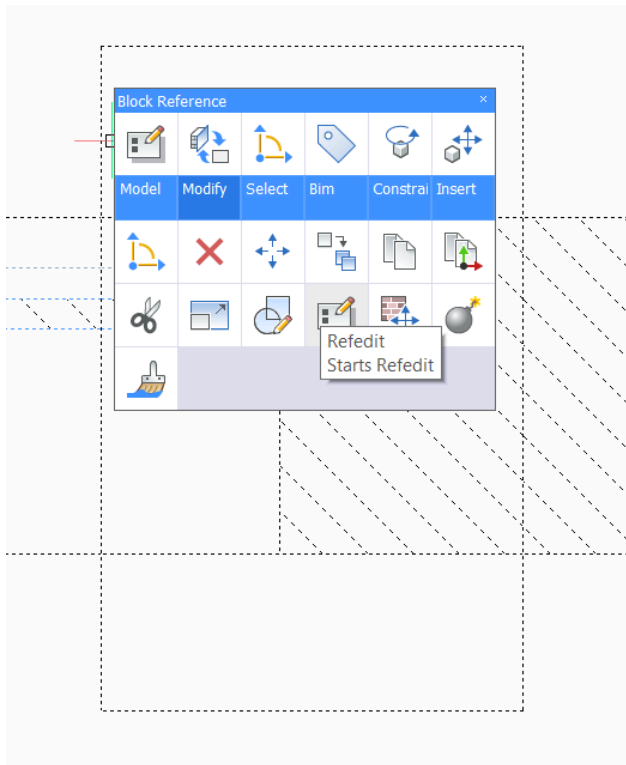 Block Reference
Model Modify Select Bim Constrai Insert
Refedit
Starts Refedit